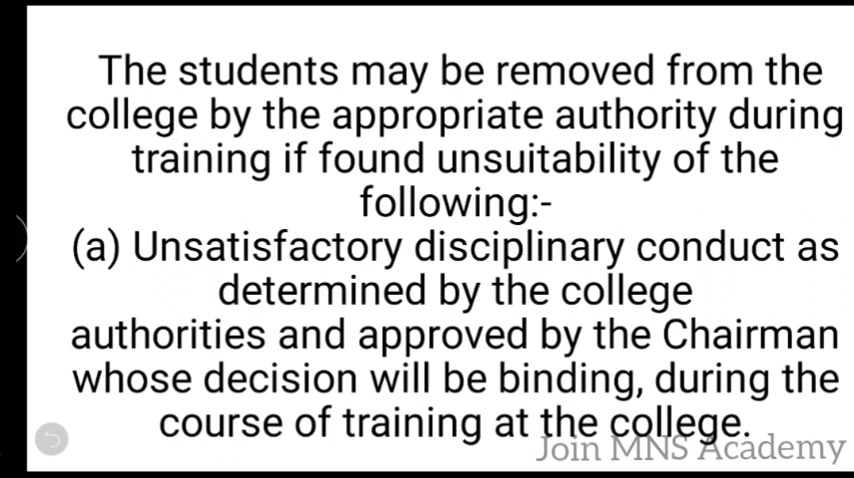 The students may be removed from the
college by the appropriate authority during
training if found unsuitability of the
following:-
(a) Unsatisfactory disciplinary conduct as
determined by the college
authorities and approved by the Chairman
whose decision will be binding, during the
course of training at the college.
Join MNS Academy